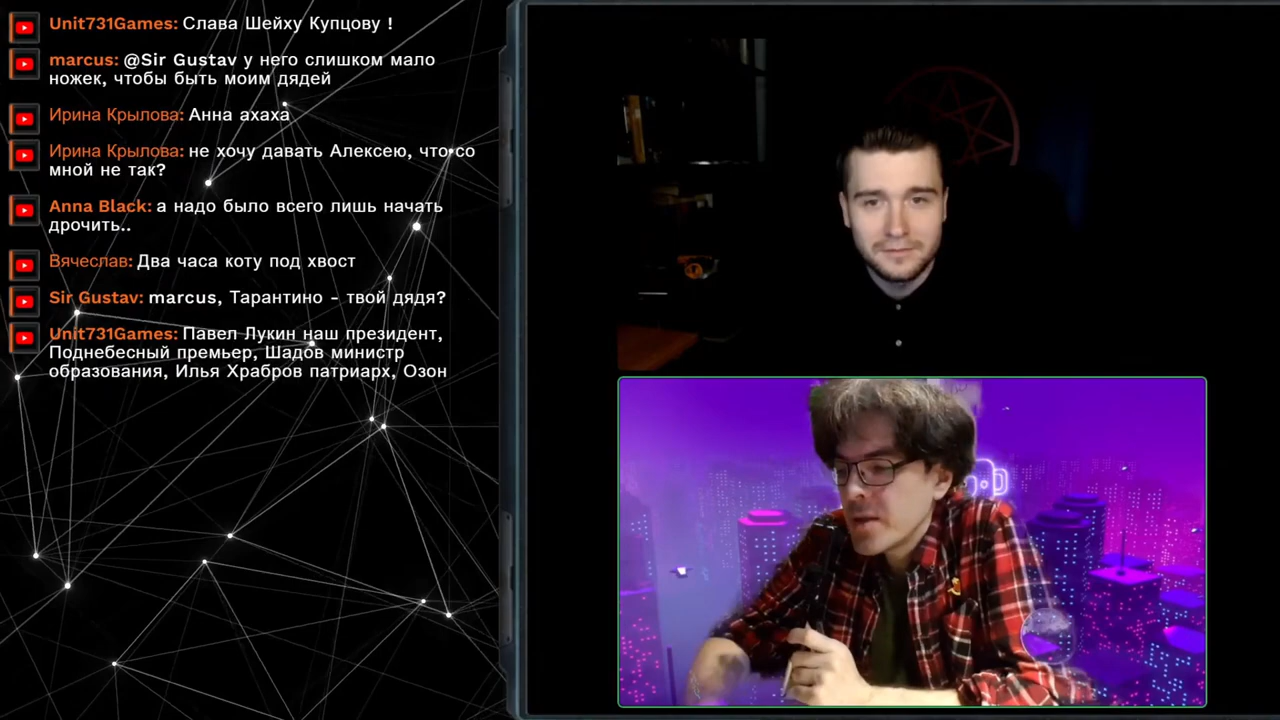 Unit731Games: Слава Шейху Купцову !
marcus: @Sir Gustav у него слишком мало
ножек, чтобы быть моим дядей
Ирина Крылова: Анна ахаха
Ирина Крылова: не хочу давать Алексею, что со
мной не так?
Anna Black: а надо было всего лишь начать
дрочить..
Вячеслав: Два часа коту под хвост
Sir Gustav: marcus, Тарантино - твой дядя?
Unit731Games: Павел Лукин наш президент,
Поднебесный премьер, Шадов министр
образования, Илья Храбров патриарх, Озон